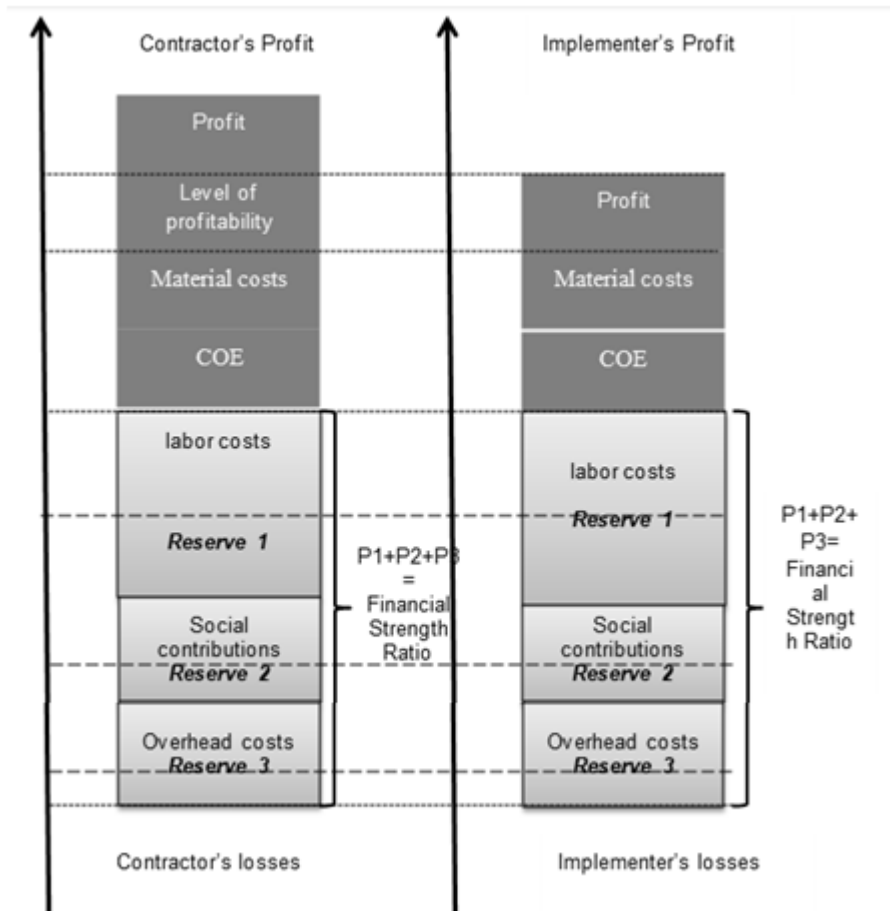 Contractor's Profit
Profit
Level of
profitability
Material costs
COE
labor costs
Reserve 1
Social
contributions
Reserve 2
Overhead costs
Reserve 3
P1+P2+P3
=
Financial
Strength
Ratio
Contractor's losses
Implementer's Profit
Profit
Material costs
COE
labor costs
Reserve 1
Social
contributions
Reserve 2
Overhead costs
Reserve 3
P1+P2+
P3=
Financi
al
Strengt
h Ratio
Implementer's losses